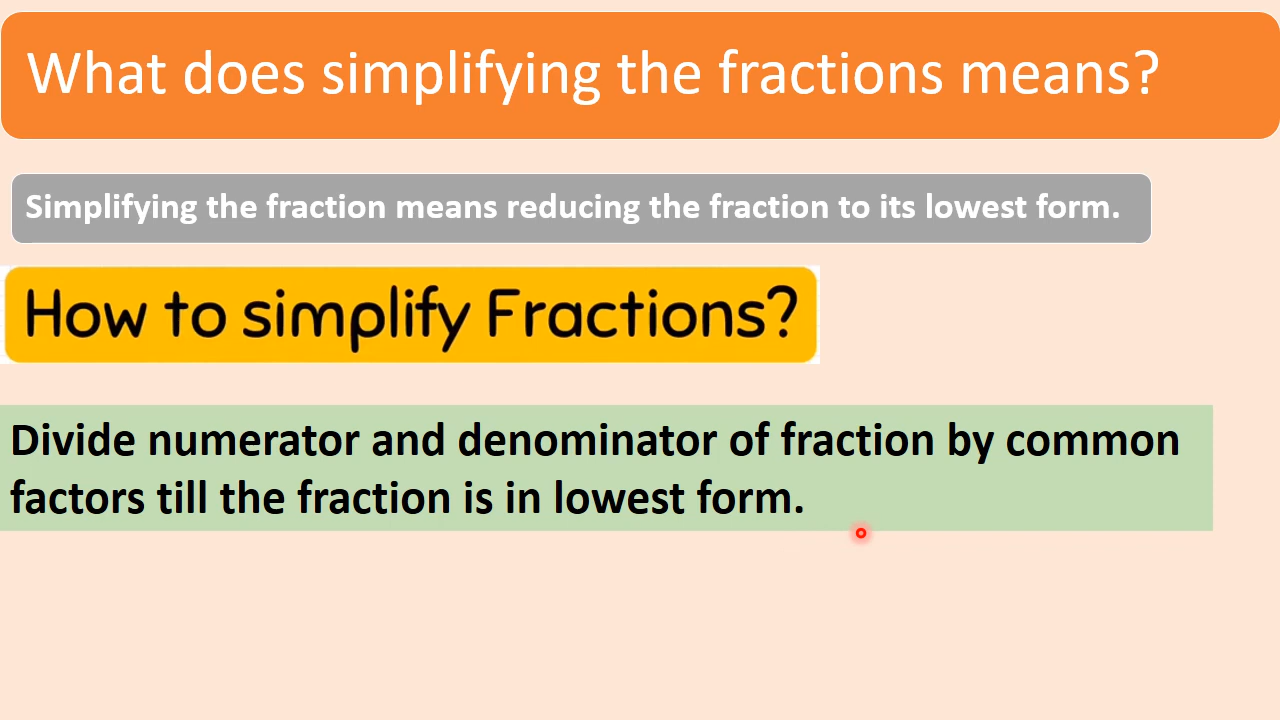 What does simplifying the fractions means?
Simplifying the fraction means reducing the fraction to its lowest form.
How to simplify Fractions?
Divide numerator and denominator of fraction by common
factors till the fraction is in lowest form.